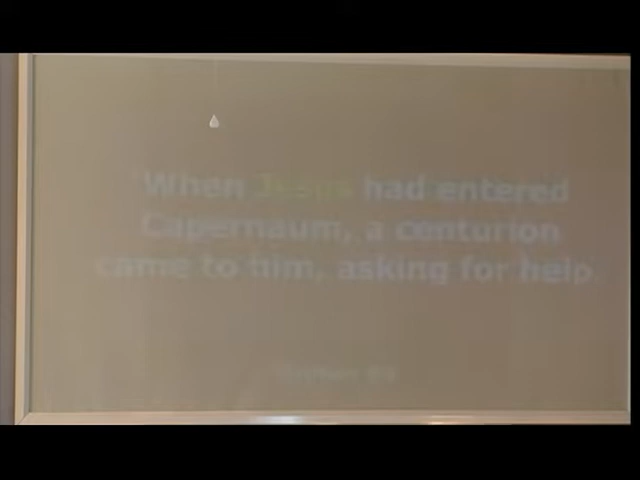 "When Jesus had entered
Capernaum, a centurion
came to him, asking for help